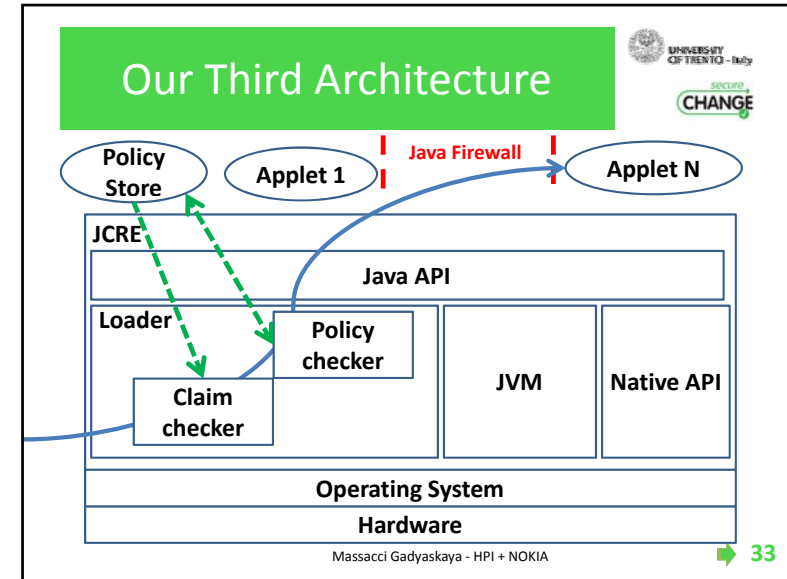 Our Third Architecture
UNIVERSITY
OF TRENTO - Italy
secure
CHANGE
Policy
Store
Applet 1
Java Firewall
Applet N
JCRE
Java API
Loader
Policy
checker
Claim
checker
JVM
Native API
Operating System
Hardware
Massacci Gadyaskaya - HPI + NOKIA
33